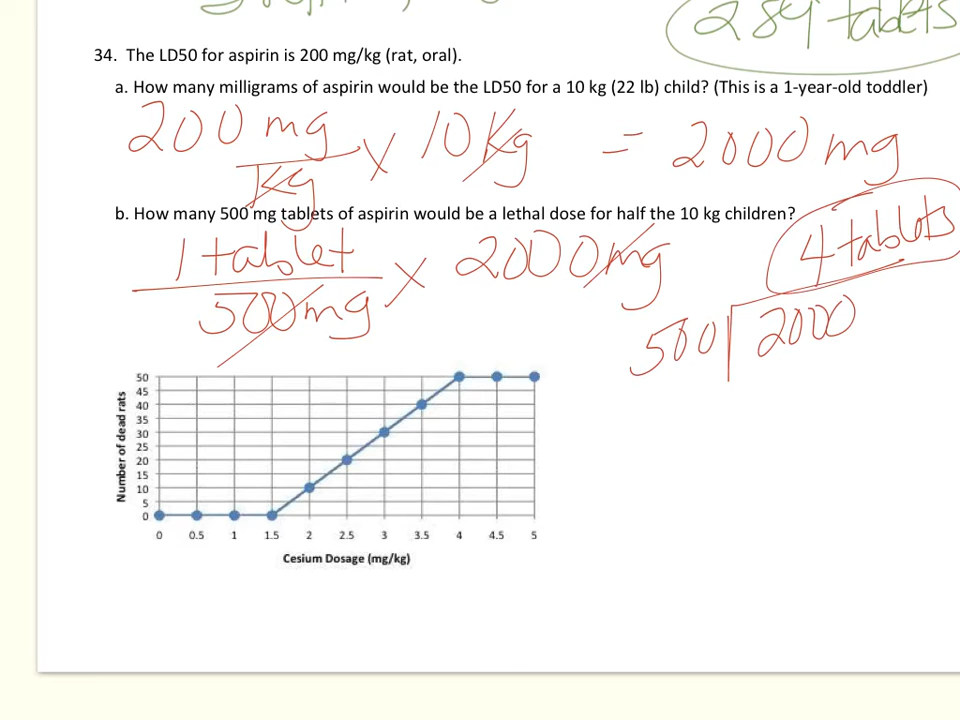 284 tablets
34. The LD50 for aspirin is 200 mg/kg (rat, oral).
a. How many milligrams of aspirin would be the LD50 for a 10 kg (22 lb) child? (This is a 1-year-old toddler)
200 mg / kg x 10 kg = 2000 mg
b. How many 500 mg tablets of aspirin would be a lethal dose for half the 10 kg children?
1 tablet / 500 mg x 2000 mg
4 tablets
500 2000
Number of dead rats
50
45
40
35
30
25
20
15
10
5
0
0 0.5 1 1.5 2 2.5 3 3.5 4 4.5 5
Cesium Dosage (mg/kg)